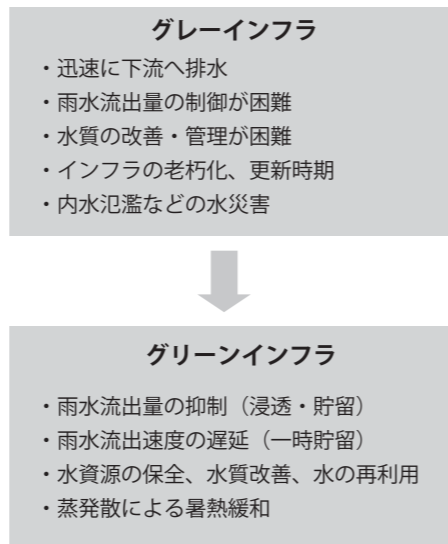 グレーインフラ
・迅速に下流へ排水
・雨水流出量の制御が困難
・水質の改善・管理が困難
・インフラの老朽化、更新時期
・内水氾濫などの水災害
グリーンインフラ
・雨水流出量の抑制（浸透・貯留）
・雨水流出速度の遅延（一時貯留）
・水資源の保全、水質改善、水の再利用
・蒸発散による暑熱緩和